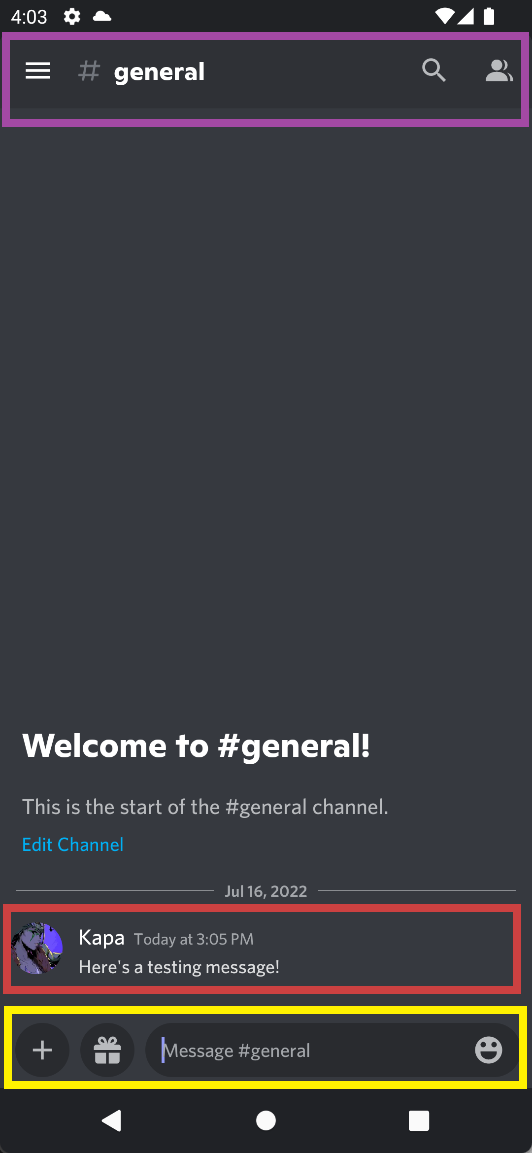 4:03
# general
Welcome to #general!
This is the start of the #general channel.
Edit Channel
Jul 16, 2022
Kapa Today at 3:05 PM
Here's a testing message!
Message #general